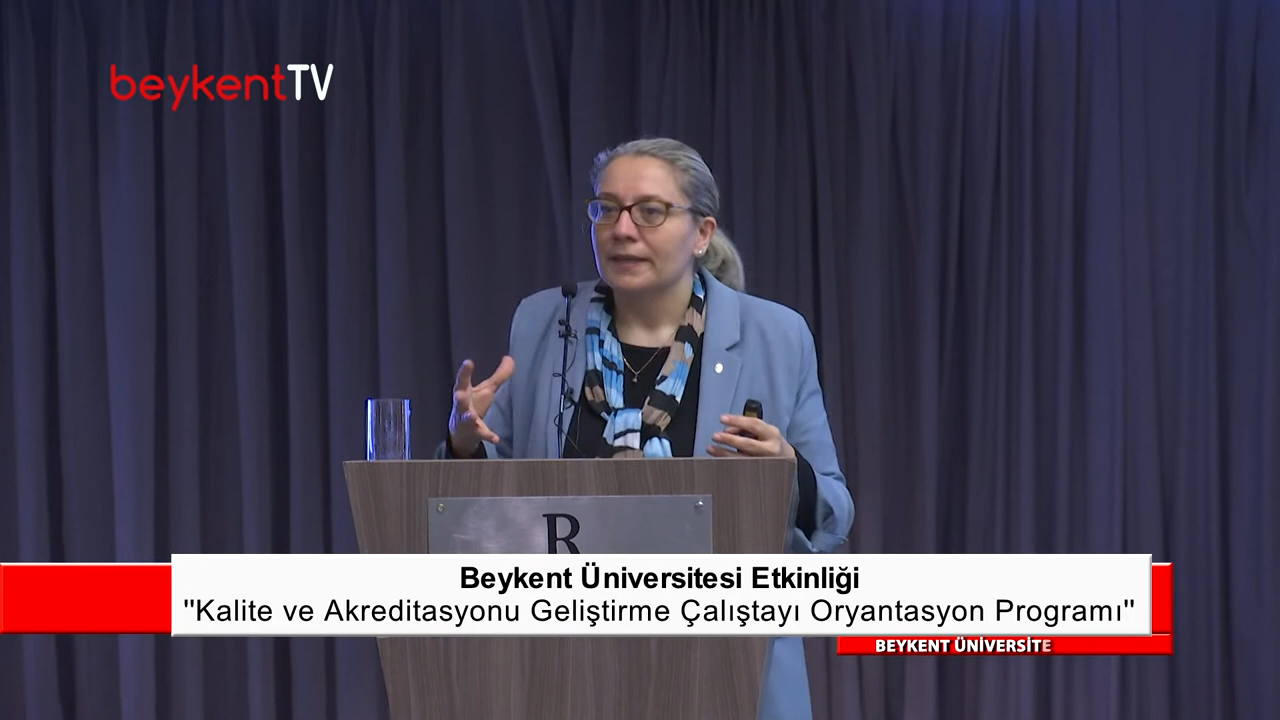 beykentTV
R
Beykent Üniversitesi Etkinliği
"Kalite ve Akreditasyonu Geliştirme Çalıştayı Oryantasyon Programı"
BEYKENT ÜNİVERSİTE